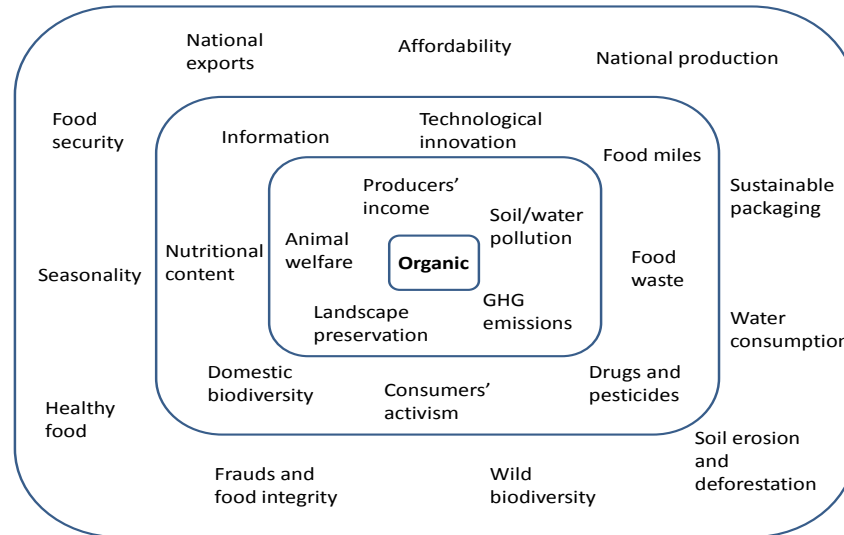 National
exports
Affordability
National production
Food
security
Information
Technological
innovation
Food miles
Producers’
income
Sustainable
packaging
Soil/water
pollution
Animal
welfare
Nutritional
content
Organic
Food
waste
Seasonality
Landscape
preservation
GHG
emissions
Water
consumption
Domestic
biodiversity
Consumers’
activism
Drugs and
pesticides
Healthy
food
Soil erosion
and
deforestation
Frauds and
food integrity
Wild
biodiversity